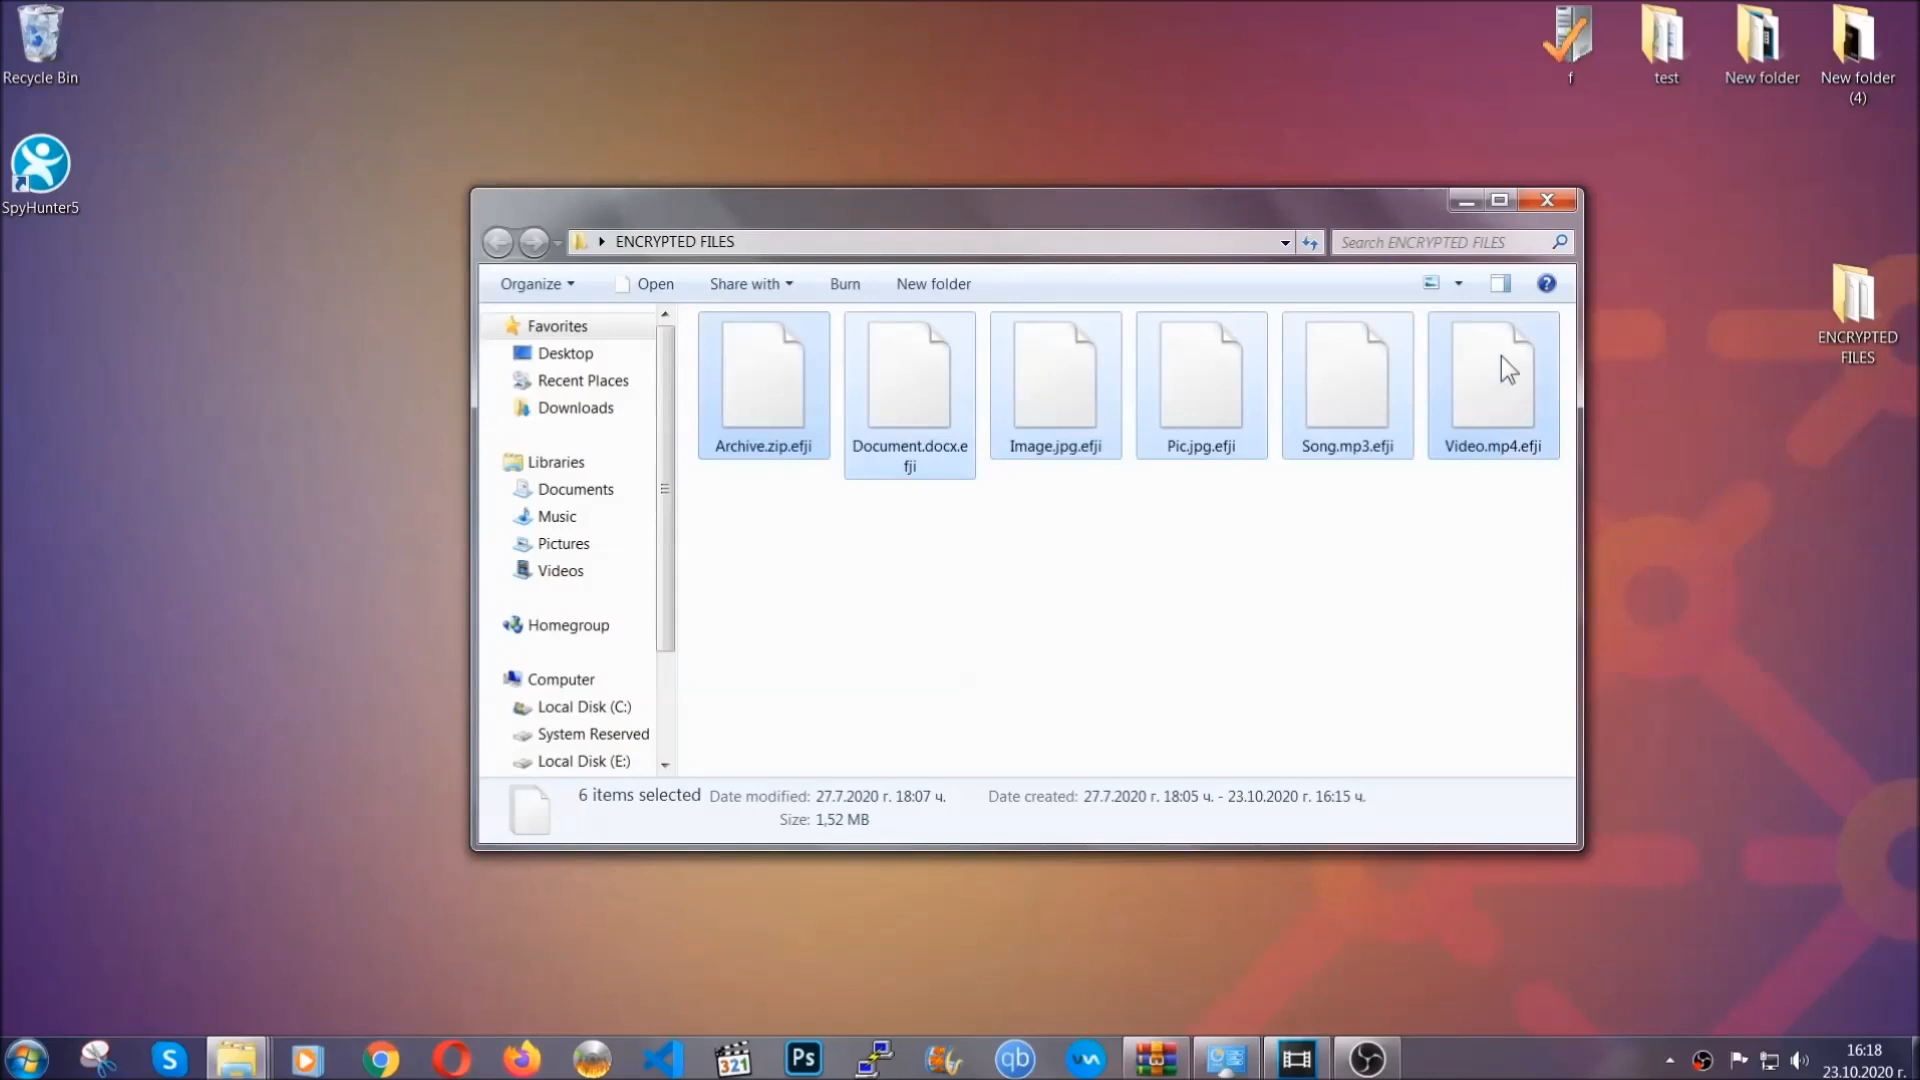 Recycle Bin
SpyHunter5
f
test
New folder
New folder
(4)
ENCRYPTED
FILES
ENCRYPTED FILES
Search ENCRYPTED FILES
Organize
Open
Share with
Burn
New folder
Favorites
Desktop
Recent Places
Downloads
Libraries
Documents
Music
Pictures
Videos
Homegroup
Computer
Local Disk (C:)
System Reserved
Local Disk (E:)
Archive.zip.efji
Document.docx.e
fji
Image.jpg.efji
Pic.jpg.efji
Song.mp3.efji
Video.mp4.efji
6 items selected
Date modified: 27.7.2020 г. 18:07 ч.
Date created: 27.7.2020 г. 18:05 ч. - 23.10.2020 г. 16:15 ч.
Size: 1,52 MB
S
321
Ps
qb
16:18
23.10.2020 г.